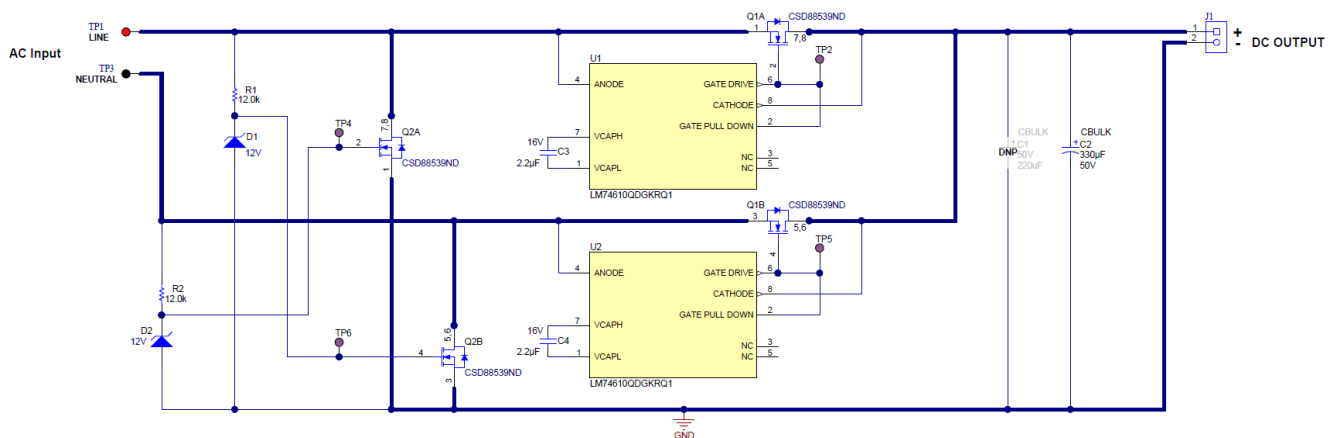 TP1
LINE
AC Input
TP3
NEUTRAL
R1
12.0k
D1
12V
TP4
2
7,8
Q2A
CSD88539ND
1
R2
12.0k
D2
12V
TP6
4
5,6
Q2B
CSD88539ND
3
Q1A
CSD88539ND
1
7,8
2
TP2
U1
4
ANODE
GATE DRIVE
6
CATHODE
8
GATE PULL DOWN
2
16V
C3
2.2µF
7
VCAPH
1
VCAPL
NC
3
NC
5
LM74610QDGKRQ1
Q1B
CSD88539ND
3
5,6
4
TP5
U2
4
ANODE
GATE DRIVE
6
CATHODE
8
GATE PULL DOWN
2
16V
C4
2.2µF
7
VCAPH
1
VCAPL
NC
3
NC
5
LM74610QDGKRQ1
GND
CBULK
C1
50V
220uF
DNP
CBULK
C2
330µF
50V
J1
1
2
+
-
DC OUTPUT